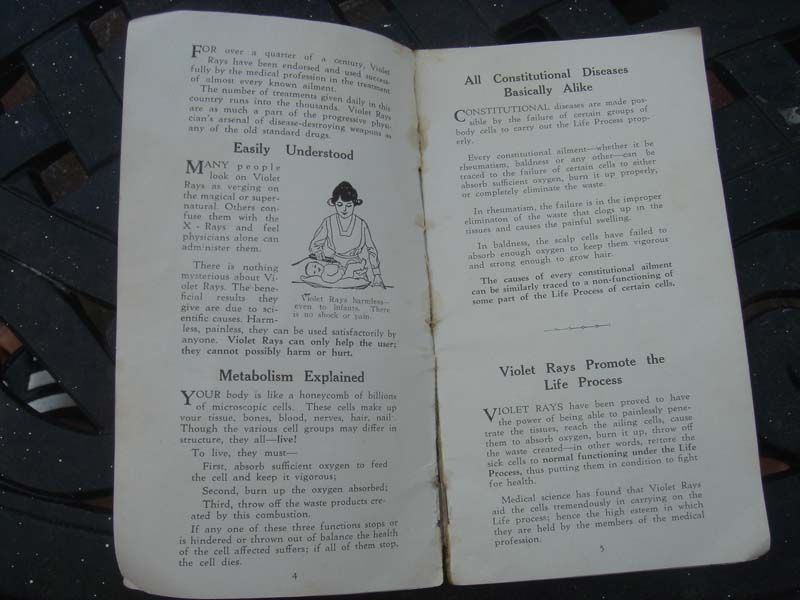 FOR over a quarter of a century, Violet
Rays have been endorsed and used success-
fully by the medical profession in the treatment
of almost every known ailment.
The number of treatments given daily in this
country runs into the thousands. Violet Rays
are as much a part of the progressive physi-
cian's arsenal of disease-destroying weapons as
any of the old standard drugs.
Easily Understood
MANY people
look on Violet
Rays as verging on
the magical or super-
natural. Others con-
fuse them with the
X-Rays and feel
physicians alone can
administer them.
There is nothing
mysterious about Vi-
olet Rays. The bene-
ficial results they
give are due to sci-
entific causes. Harm-
less, painless, they can be used satisfactorily by
anyone. Violet Rays can only help the user;
they cannot possibly harm or hurt.
Violet Rays harmless—
even to infants. There
is no shock or pain.
Metabolism Explained
YOUR body is like a honeycomb of billions
of microscopic cells. These cells make up
your tissue, bones, blood, nerves, hair, nail.
Though the various cell groups may differ in
structure, they all—live!
To live, they must—
First, absorb sufficient oxygen to feed
the cell and keep it vigorous;
Second, burn up the oxygen absorbed;
Third, throw off the waste products cre-
ated by this combustion.
If any one of these three functions stops or
is hindered or thrown out of balance the health
of the cell affected suffers; if all of them stop,
the cell dies.
4
All Constitutional Diseases
Basically Alike
CONSTITUTIONAL diseases are made pos-
sible by the failure of certain groups of
body cells to carry out the Life Process prop-
erly.
Every constitutional ailment—whether it be
rheumatism, baldness or any other—can be
traced to the failure of certain cells to either
absorb sufficient oxygen, burn it up properly,
or completely eliminate the waste.
In rheumatism, the failure is in the improper
eliminaton of the waste that clogs up in the
tissues and causes the painful swelling.
In baldness, the scalp cells have failed to
absorb enough oxygen to keep them vigorous
and strong enough to grow hair.
The causes of every constitutional ailment
can be similarly traced to a non-functioning of
some part of the Life Process of certain cells.
Violet Rays Promote the
Life Process
VIOLET RAYS have been proved to have
the power of being able to painlessly pene-
trate the tissues, reach the ailing cells, cause
them to absorb oxygen, burn it up, throw off
the waste created—in other words, restore the
sick cells to normal functioning under the Life
Process, thus putting them in condition to fight
for health.
Medical science has found that Violet Rays
aid the cells tremendously in carrying on the
Life process; hence the high esteem in which
they are held by the members of the medical
profession.
5